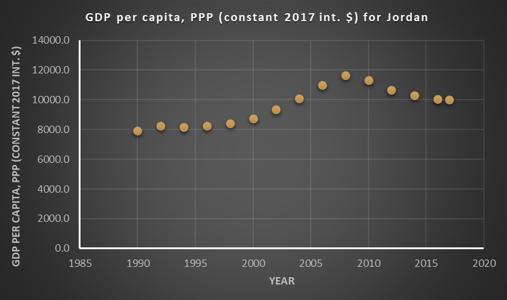 GDP per capita, PPP (constant 2017 int. $) for Jordan
GDP PER CAPITA, PPP (CONSTANT 2017 INT. $)
14000.0
12000.0
10000.0
8000.0
6000.0
4000.0
2000.0
0.0
1985 1990 1995 2000 2005 2010 2015 2020
YEAR